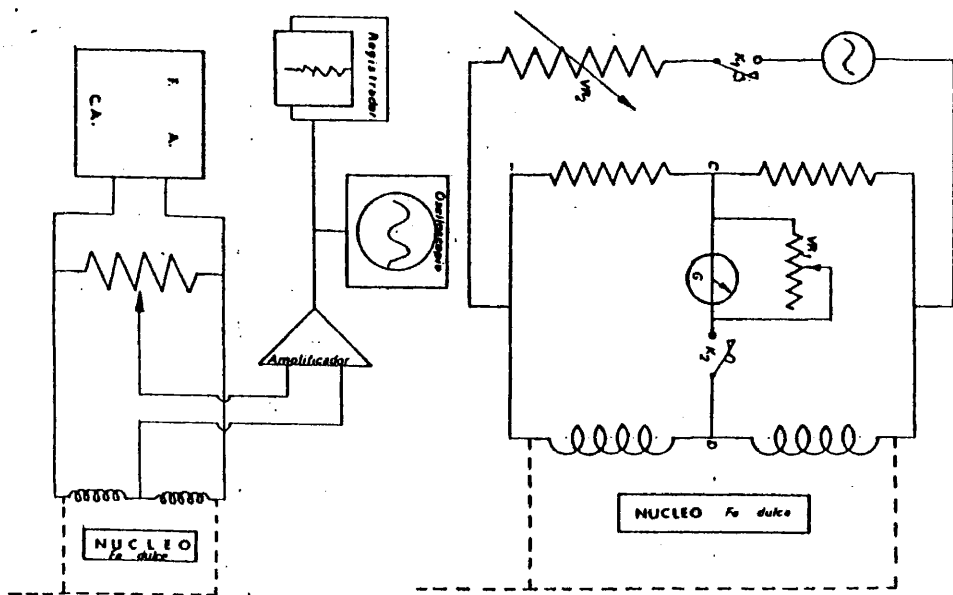 F. A.
C.A.
Registrador
Osciloscopio
Amplificador
NUCLEO
Fe dulce
VR2
K1
C
VR1
G
K2
D
NUCLEO Fe dulce